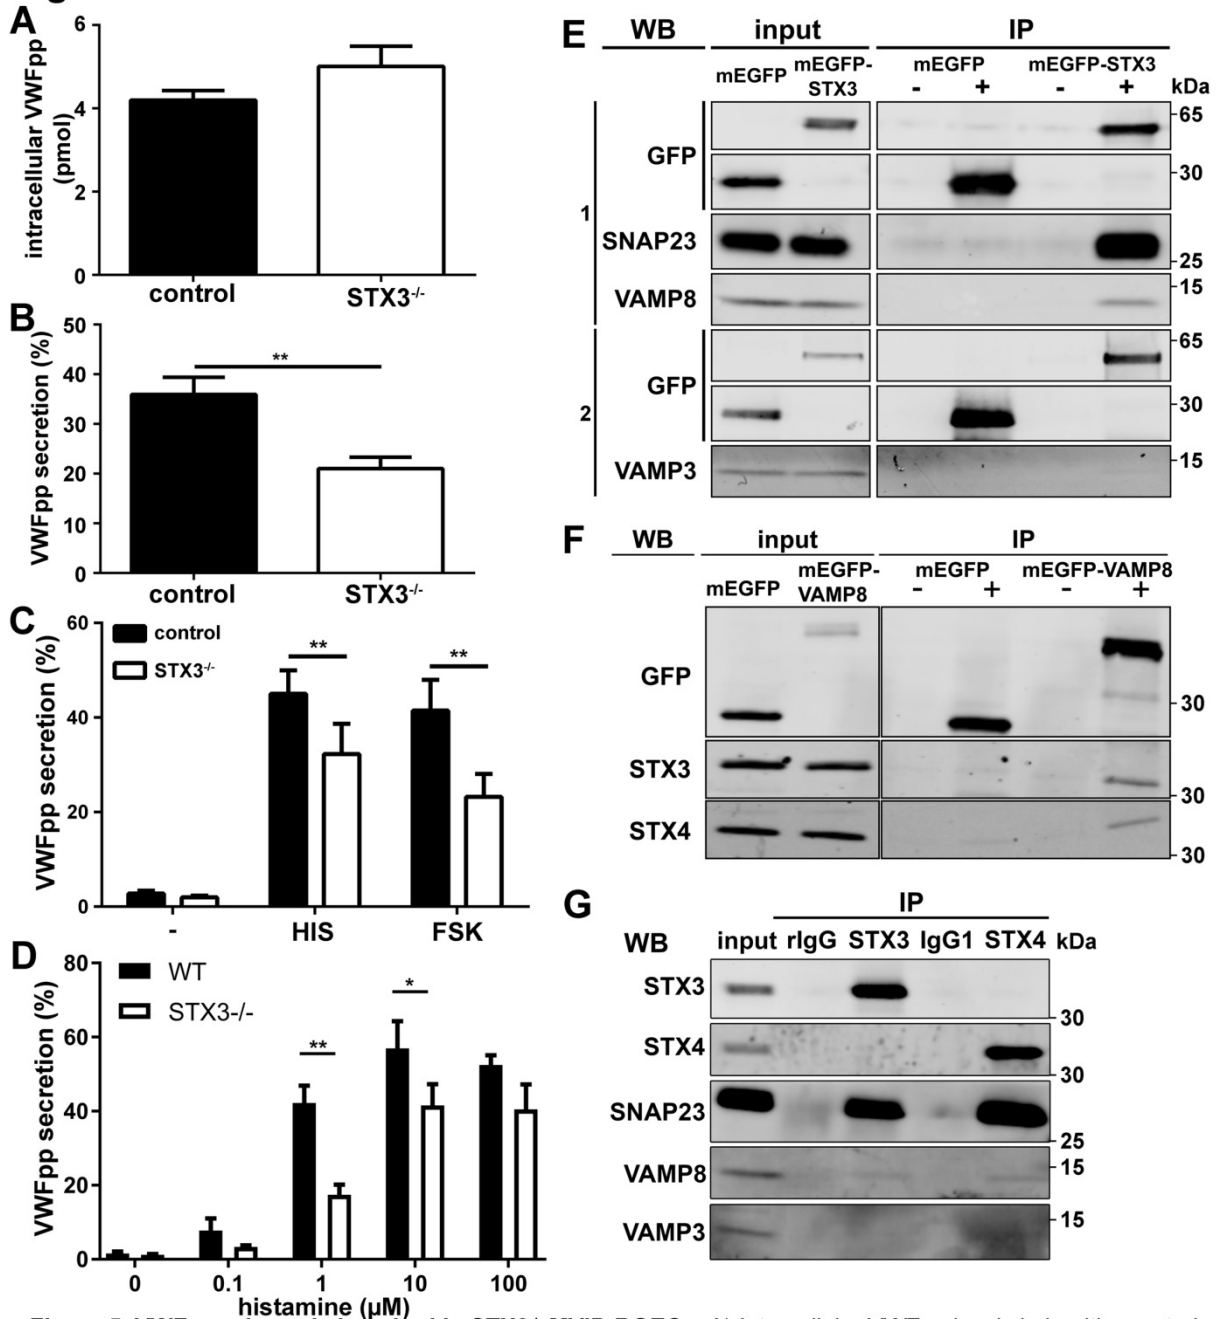 A
intracellular VWFpp
(pmol)
6
4
2
0
control
STX3-/-
B
VWFpp secretion (%)
50
40
30
20
10
0
**
control
STX3-/-
C
VWFpp secretion (%)
60
40
20
0
control
STX3-/-
**
**
-
HIS
FSK
D
VWFpp secretion (%)
80
60
40
20
0
WT
STX3-/-
**
*
0
0.1
1
10
100
histamine (µM)
E
WB
input
IP
mEGFP
mEGFP-
STX3
mEGFP
mEGFP-STX3
-
+
-
+
kDa
1
GFP
65
30
SNAP23
25
VAMP8
15
2
GFP
65
30
VAMP3
15
F
WB
input
IP
mEGFP
mEGFP-
VAMP8
mEGFP
mEGFP-VAMP8
-
+
-
+
GFP
30
STX3
30
STX4
30
G
IP
WB
input rIgG STX3 IgG1 STX4 kDa
STX3
30
STX4
30
SNAP23
25
VAMP8
15
VAMP3
15